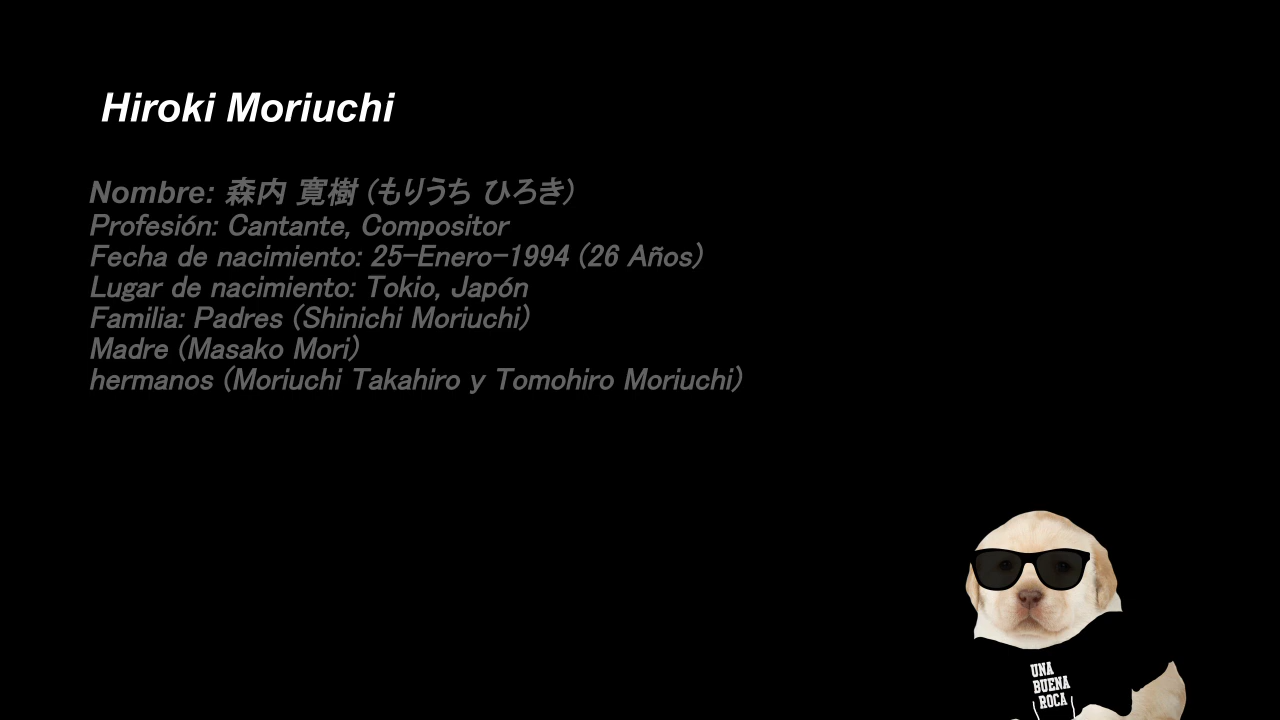 Hiroki Moriuchi
Nombre: 森内 寛樹 (もりうち ひろき)
Profesión: Cantante, Compositor
Fecha de nacimiento: 25-Enero-1994 (26 Años)
Lugar de nacimiento: Tokio, Japón
Familia: Padres (Shinichi Moriuchi)
Madre (Masako Mori)
hermanos (Moriuchi Takahiro y Tomohiro Moriuchi)
UNA
BUENA
ROCA